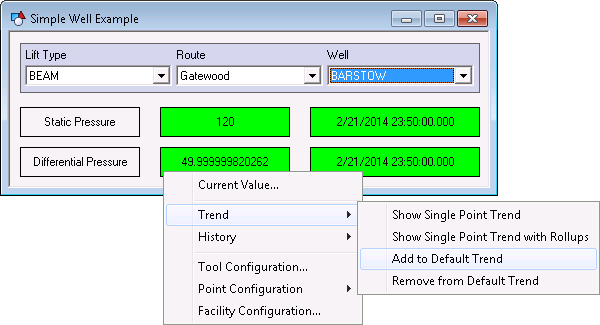 Simple Well Example
Lift Type Route Well
BEAM Gatewood BARSTOW
Static Pressure 120 2/21/2014 23:50:00.000
Differential Pressure 49.999999820262 2/21/2014 23:50:00.000
Current Value...
Trend
History
Tool Configuration...
Point Configuration
Facility Configuration...
Show Single Point Trend
Show Single Point Trend with Rollups
Add to Default Trend
Remove from Default Trend